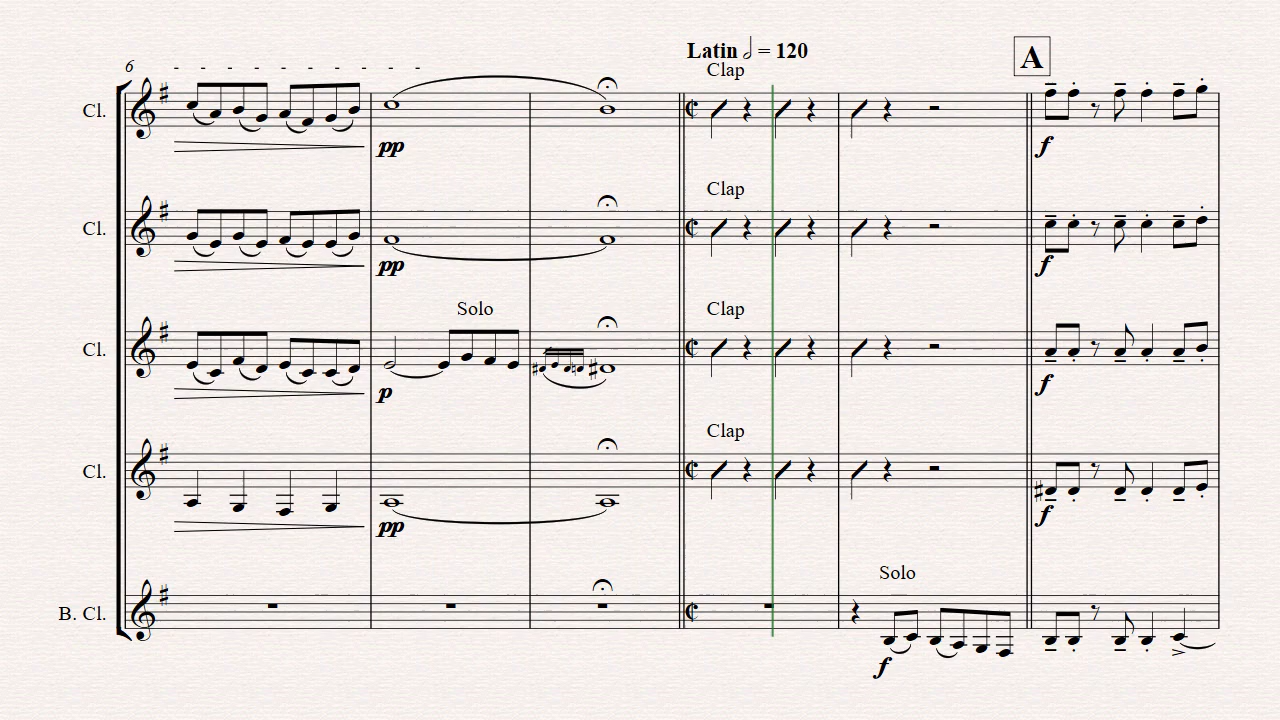 Latin 𝅗𝅥 = 120
6
Clap
A
Cl.
pp
f
Clap
Cl.
pp
f
Solo
Clap
Cl.
p
f
Clap
Cl.
pp
f
Solo
B. Cl.
f